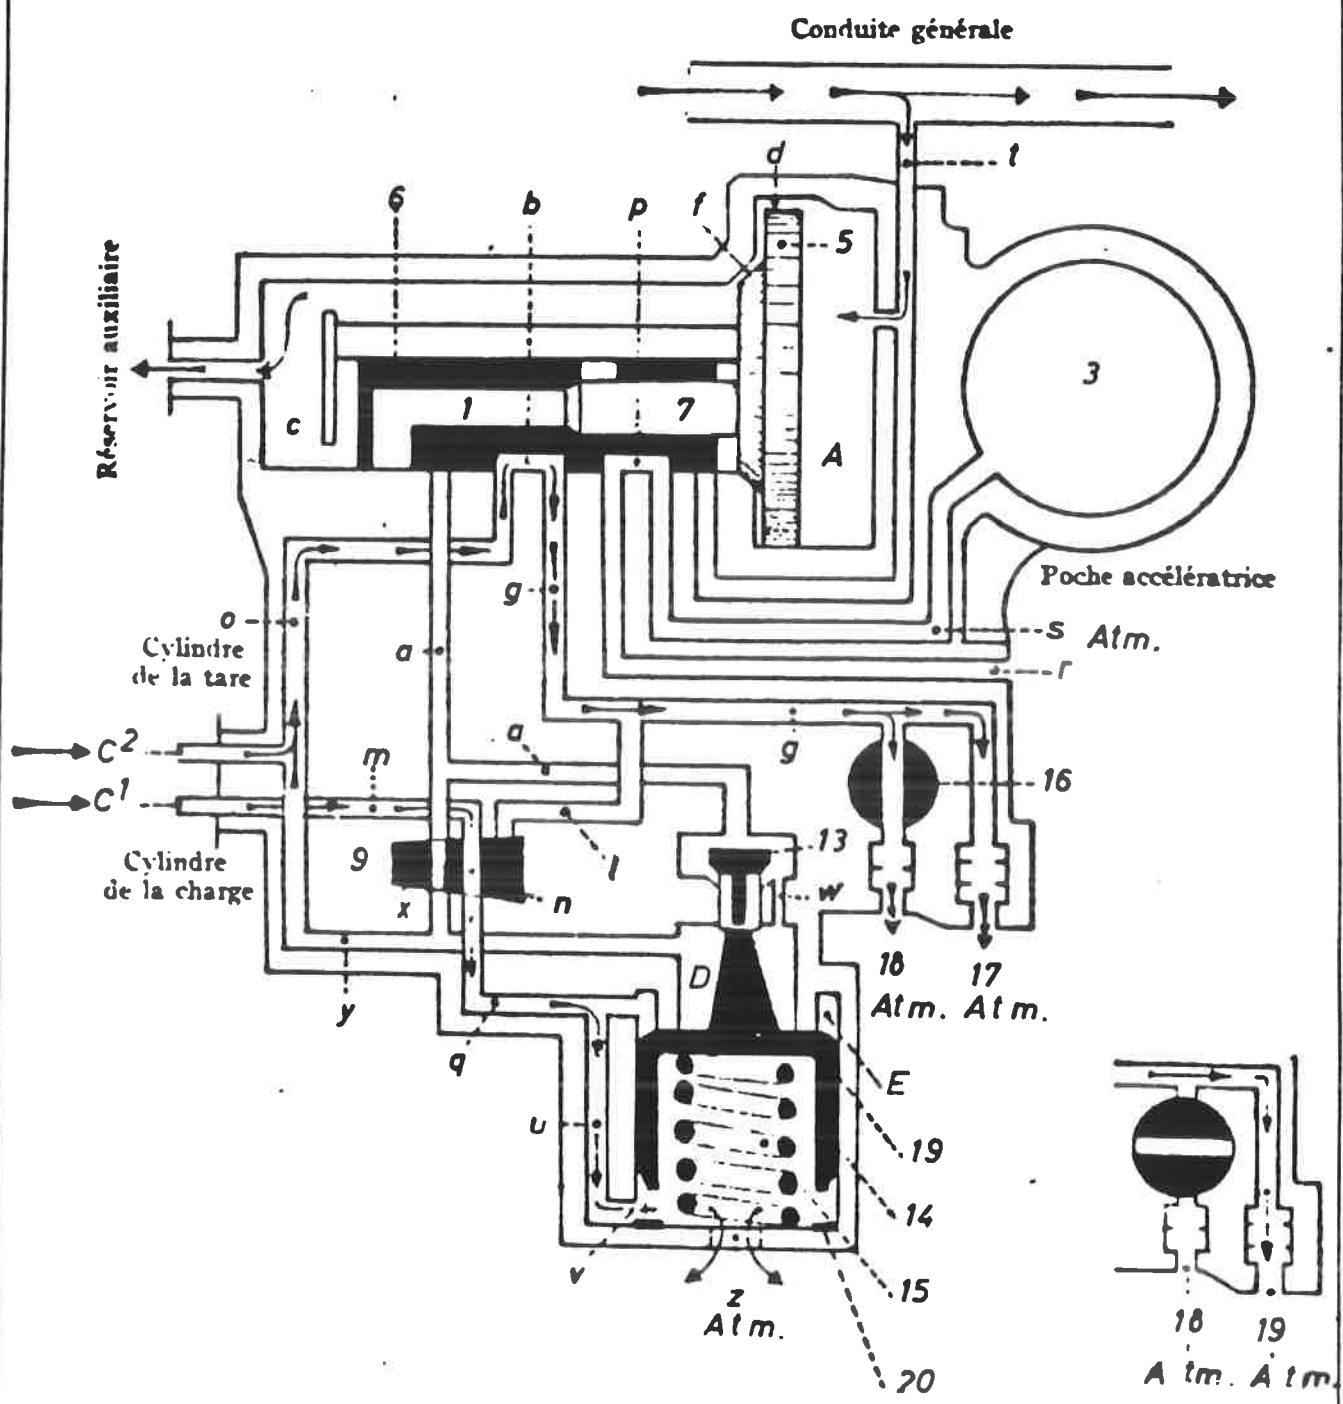 Conduite générale
t
d
6
b
p
f
5
Réservoir auxiliaire
3
c
1
7
A
Poche accélératrice
g
o
a
s
Atm.
Cylindre
de la tare
r
C2
m
a
g
16
C1
9
13
Cylindre
de la charge
l
w
x
n
D
18
17
Atm.
Atm.
y
q
E
u
19
14
v
z
15
Atm.
20
18
19
Atm.
Atm.